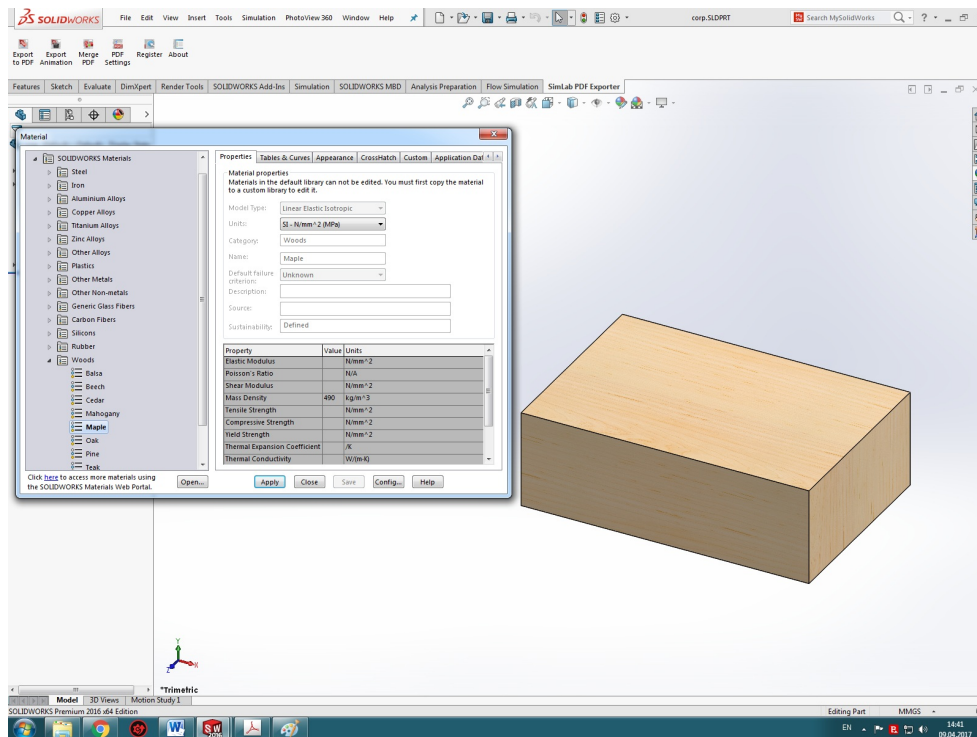 SOLIDWORKS File Edit View Insert Tools Simulation PhotoView 360 Window Help corp.SLDPRT Search MySolidWorks
Export to PDF Export Animation Merge PDF PDF Settings Register About
Features Sketch Evaluate DimXpert Render Tools SOLIDWORKS Add-Ins Simulation SOLIDWORKS MBD Analysis Preparation Flow Simulation SimLab PDF Exporter
Material
SOLIDWORKS Materials
Steel
Iron
Aluminium Alloys
Copper Alloys
Titanium Alloys
Zinc Alloys
Other Alloys
Plastics
Other Metals
Other Non-metals
Generic Glass Fibers
Carbon Fibers
Silicons
Rubber
Woods
Balsa
Beech
Cedar
Mahogany
Maple
Oak
Pine
Teak
Click here to access more materials using
the SOLIDWORKS Materials Web Portal.
Open...
Properties Tables & Curves Appearance CrossHatch Custom Application Dat
Material properties
Materials in the default library can not be edited. You must first copy the material
to a custom library to edit it.
Model Type: Linear Elastic Isotropic
Units: SI - N/mm^2 (MPa)
Category: Woods
Name: Maple
Default failure criterion: Unknown
Description:
Source:
Sustainability: Defined
Property Value Units
Elastic Modulus N/mm^2
Poisson's Ratio N/A
Shear Modulus N/mm^2
Mass Density 490 kg/m^3
Tensile Strength N/mm^2
Compressive Strength N/mm^2
Yield Strength N/mm^2
Thermal Expansion Coefficient /K
Thermal Conductivity W/(m·K)
Apply Close Save Config... Help
Y
X
Z
*Trimetric
Model 3D Views Motion Study 1
SOLIDWORKS Premium 2016 x64 Edition Editing Part MMGS
EN 14:41
09.04.2017